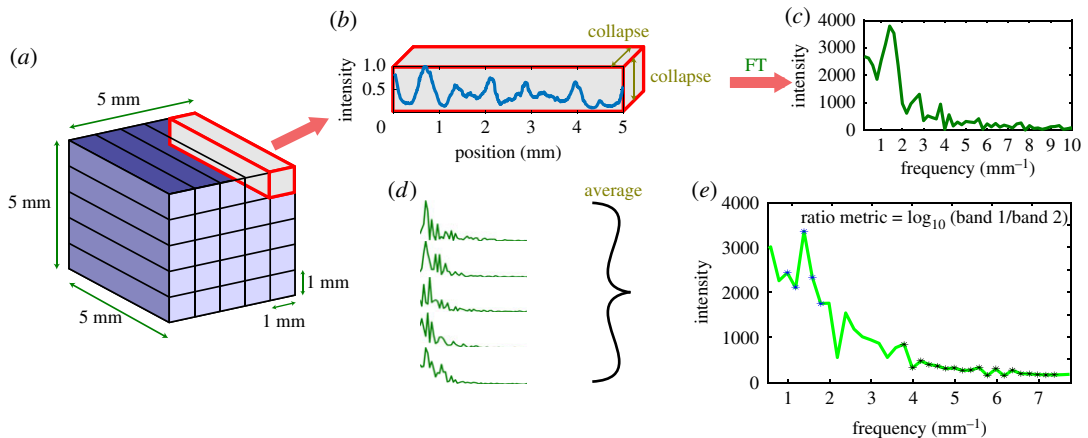 (a)
5 mm
5 mm
5 mm
1 mm
1 mm
(b)
collapse
collapse
intensity
1.0
0.5
0 1 2 3 4 5
position (mm)
FT
(c)
intensity
4000
3000
2000
1000
0
1 2 3 4 5 6 7 8 9 10
frequency (mm–1)
(d)
average
(e)
ratio metric = log10 (band 1/band 2)
intensity
4000
3000
2000
1000
0
1 2 3 4 5 6 7
frequency (mm–1)